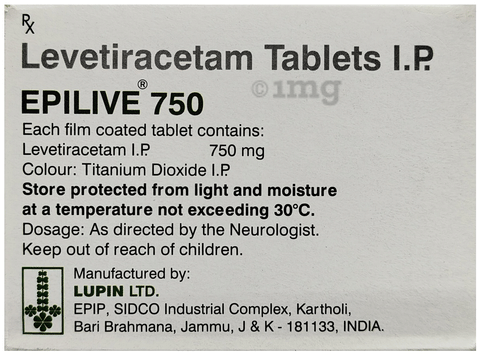 Rx
Levetiracetam Tablets I.P.
EPILIVE® 750
©1mg
Each film coated tablet contains:
Levetiracetam I.P. 750 mg
Colour: Titanium Dioxide I.P.
Store protected from light and moisture
at a temperature not exceeding 30°C.
Dosage: As directed by the Neurologist.
Keep out of reach of children.
Manufactured by:
LUPIN LTD.
EPIP, SIDCO Industrial Complex, Kartholi,
Bari Brahmana, Jammu, J & K - 181133, INDIA.